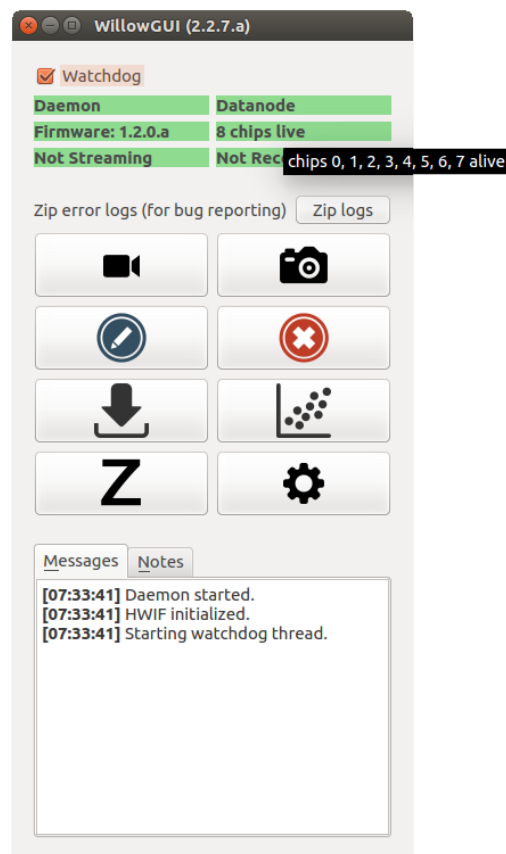 WillowGUI (2.2.7.a)
Watchdog
Daemon Datanode
Firmware: 1.2.0.a 8 chips live
Not Streaming Not Rec
chips 0, 1, 2, 3, 4, 5, 6, 7 alive
Zip error logs (for bug reporting) Zip logs
Z
Messages Notes
[07:33:41] Daemon started.
[07:33:41] HWIF initialized.
[07:33:41] Starting watchdog thread.